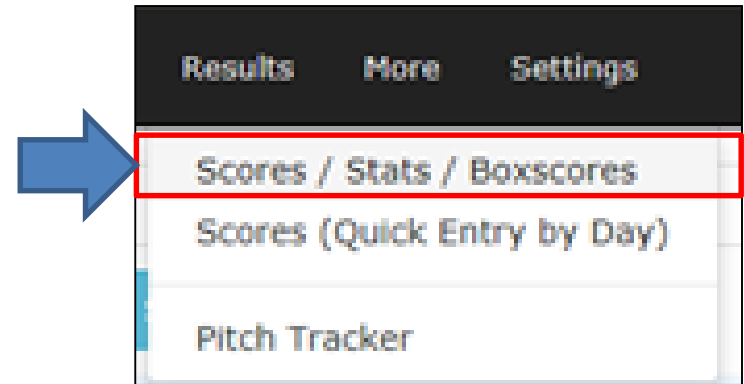 Results More Settings
Scores / Stats / Boxscores
Scores (Quick Entry by Day)
Pitch Tracker